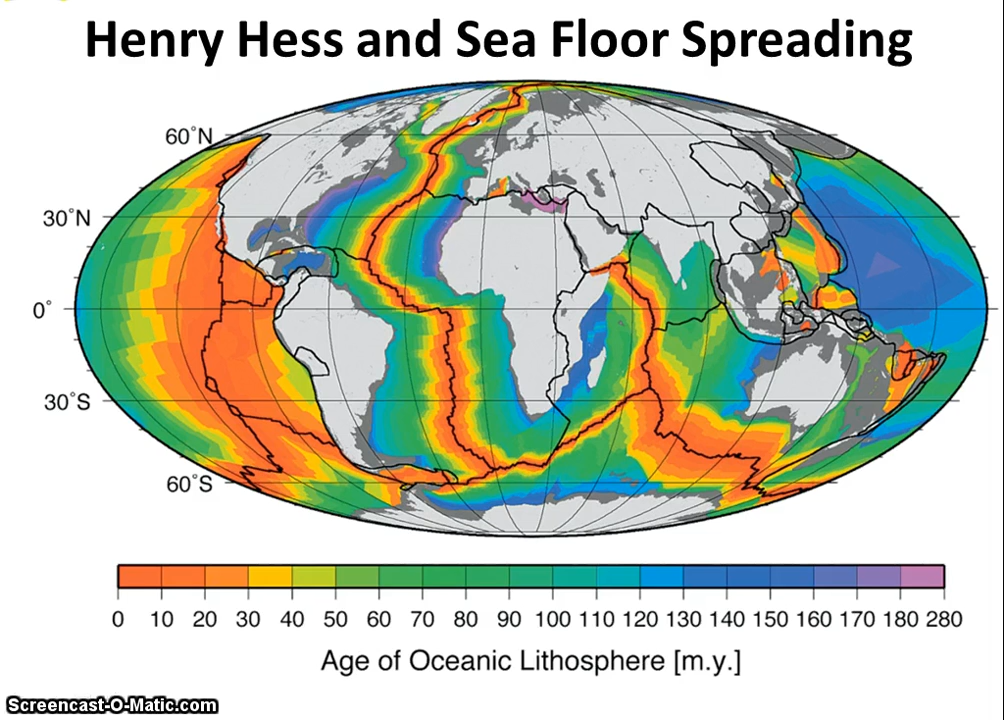 Henry Hess and Sea Floor Spreading
60°N
30°N
0°
30°S
60°S
0 10 20 30 40 50 60 70 80 90 100 110 120 130 140 150 160 170 180 280
Age of Oceanic Lithosphere [m.y.]
Screencast-O-Matic.com